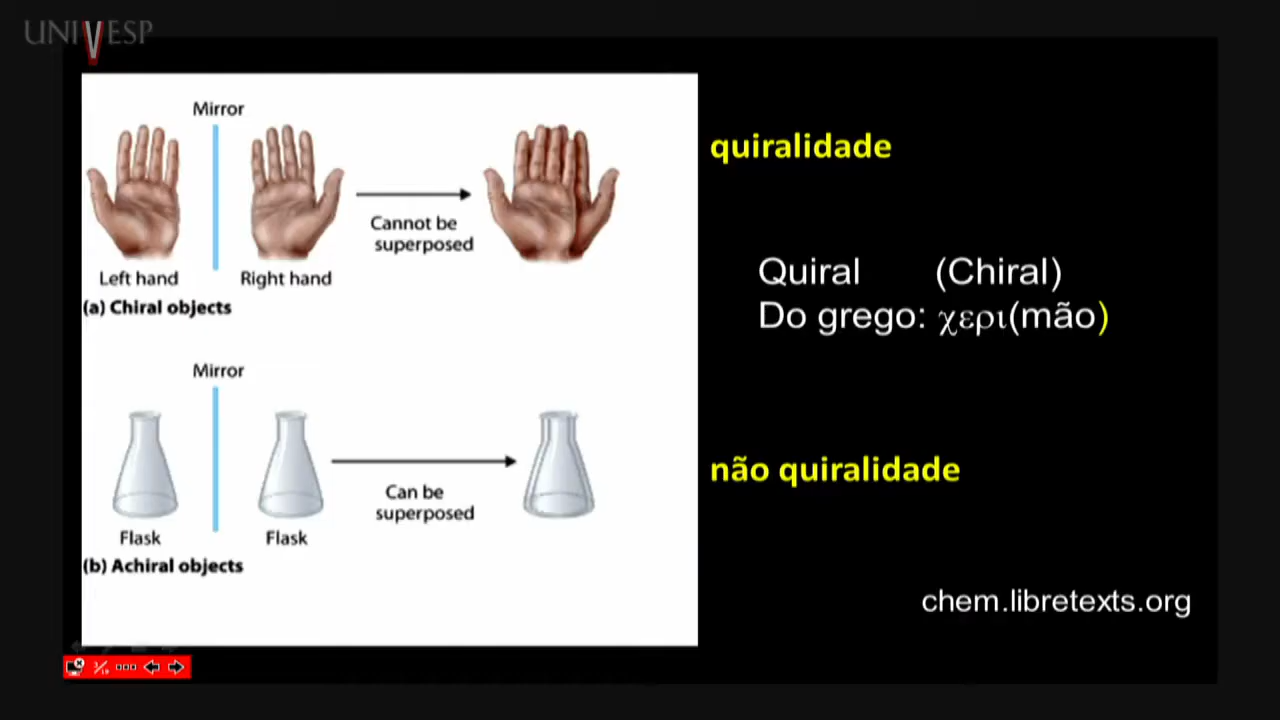 UNIVESP
Mirror
Left hand
Right hand
Cannot be
superposed
(a) Chiral objects
Mirror
Flask
Flask
Can be
superposed
(b) Achiral objects
quiralidade
Quiral (Chiral)
Do grego: χερι(mão)
não quiralidade
chem.libretexts.org